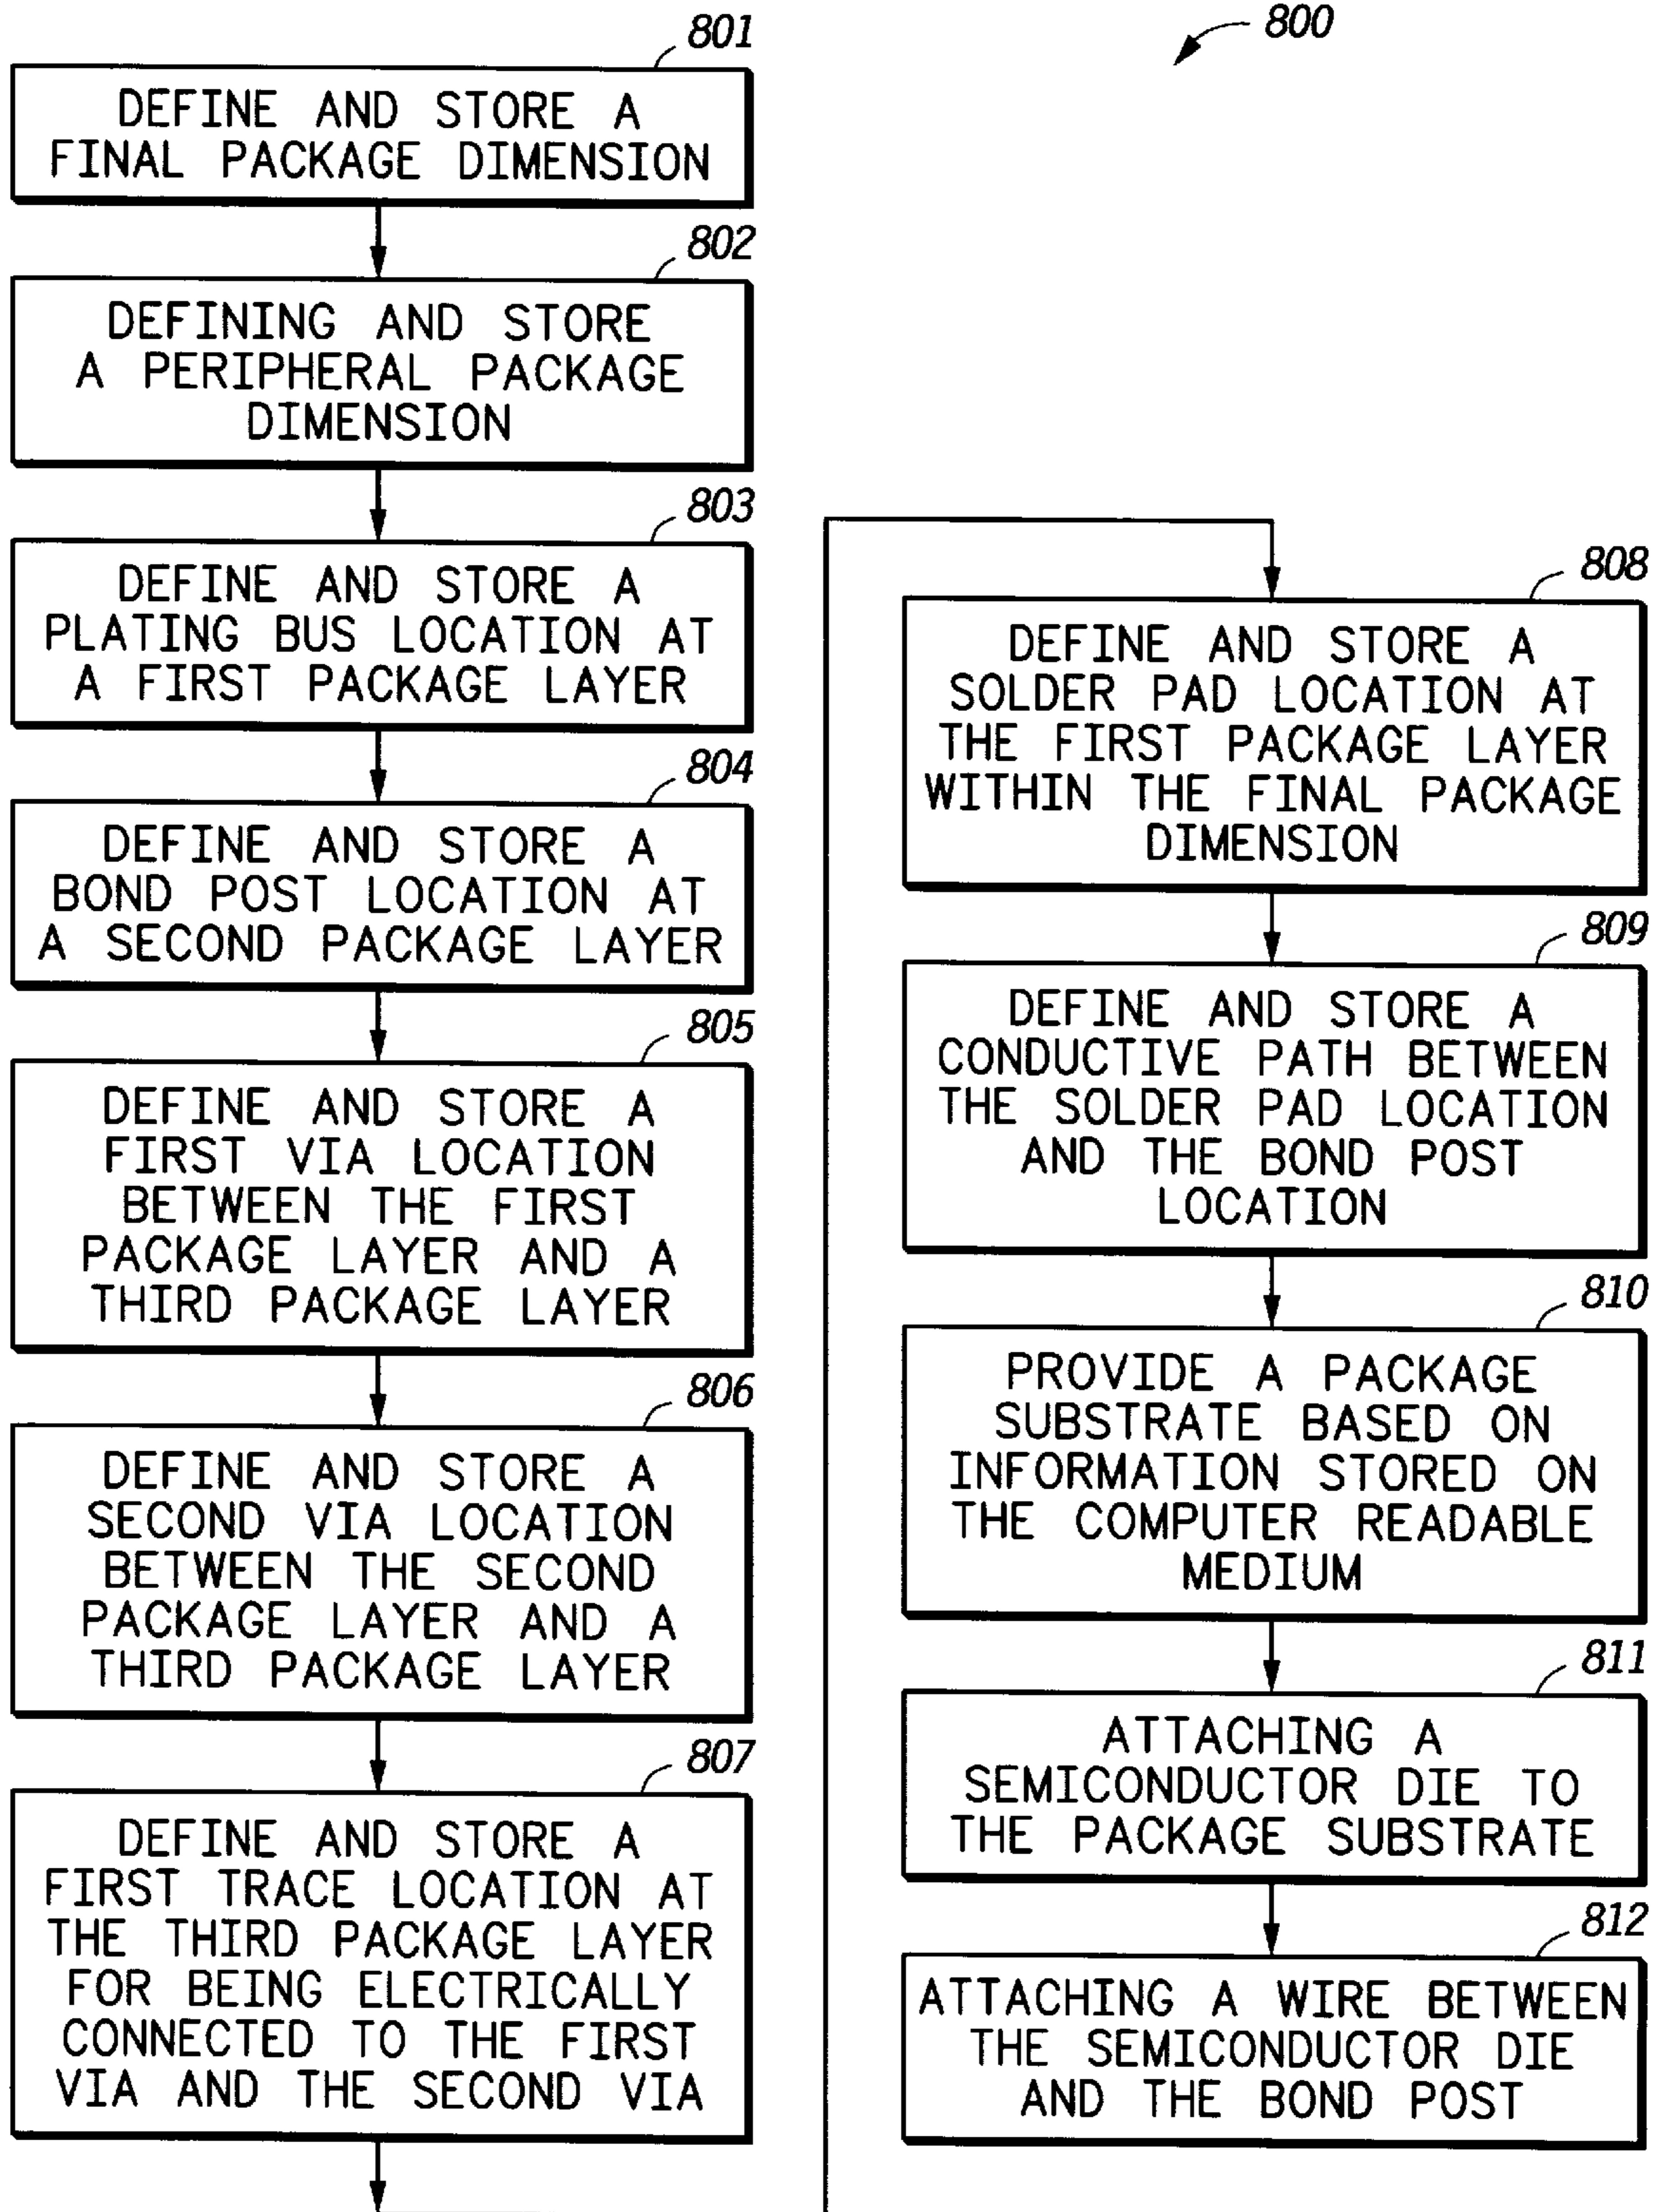 800
801
DEFINE AND STORE A
FINAL PACKAGE DIMENSION
802
DEFINING AND STORE
A PERIPHERAL PACKAGE
DIMENSION
803
DEFINE AND STORE A
PLATING BUS LOCATION AT
A FIRST PACKAGE LAYER
804
DEFINE AND STORE A
BOND POST LOCATION AT
A SECOND PACKAGE LAYER
805
DEFINE AND STORE A
FIRST VIA LOCATION
BETWEEN THE FIRST
PACKAGE LAYER AND A
THIRD PACKAGE LAYER
806
DEFINE AND STORE A
SECOND VIA LOCATION
BETWEEN THE SECOND
PACKAGE LAYER AND A
THIRD PACKAGE LAYER
807
DEFINE AND STORE A
FIRST TRACE LOCATION AT
THE THIRD PACKAGE LAYER
FOR BEING ELECTRICALLY
CONNECTED TO THE FIRST
VIA AND THE SECOND VIA
808
DEFINE AND STORE A
SOLDER PAD LOCATION AT
THE FIRST PACKAGE LAYER
WITHIN THE FINAL PACKAGE
DIMENSION
809
DEFINE AND STORE A
CONDUCTIVE PATH BETWEEN
THE SOLDER PAD LOCATION
AND THE BOND POST
LOCATION
810
PROVIDE A PACKAGE
SUBSTRATE BASED ON
INFORMATION STORED ON
THE COMPUTER READABLE
MEDIUM
811
ATTACHING A
SEMICONDUCTOR DIE TO
THE PACKAGE SUBSTRATE
812
ATTACHING A WIRE BETWEEN
THE SEMICONDUCTOR DIE
AND THE BOND POST